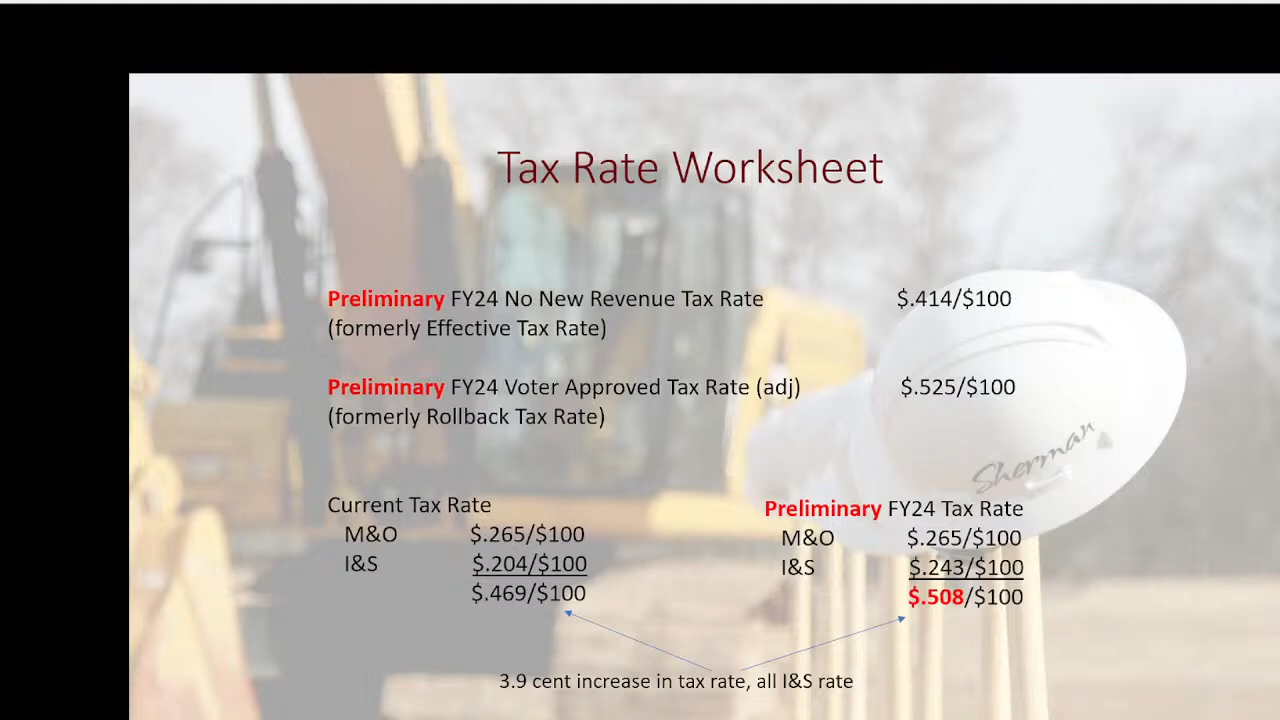 Tax Rate Worksheet
Preliminary FY24 No New Revenue Tax Rate $.414/$100
(formerly Effective Tax Rate)
Preliminary FY24 Voter Approved Tax Rate (adj) $.525/$100
(formerly Rollback Tax Rate)
Sherman
Current Tax Rate
M&O $.265/$100
I&S $.204/$100
$.469/$100
Preliminary FY24 Tax Rate
M&O $.265/$100
I&S $.243/$100
$.508/$100
3.9 cent increase in tax rate, all I&S rate